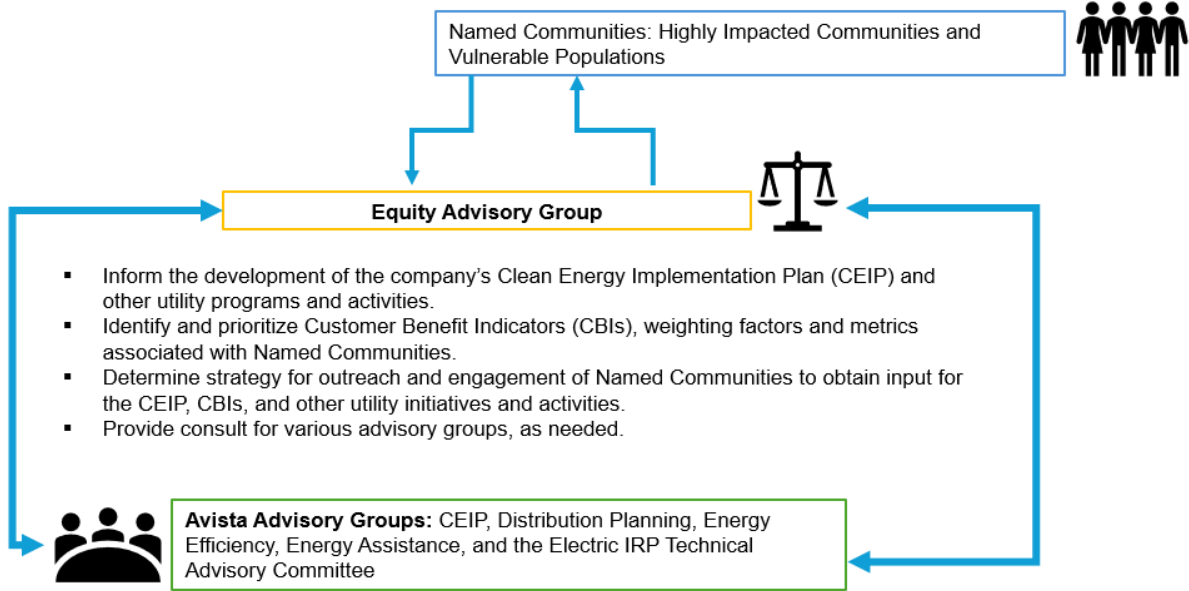 Named Communities: Highly Impacted Communities and
Vulnerable Populations
Equity Advisory Group
▪ Inform the development of the company’s Clean Energy Implementation Plan (CEIP) and
other utility programs and activities.
▪ Identify and prioritize Customer Benefit Indicators (CBIs), weighting factors and metrics
associated with Named Communities.
▪ Determine strategy for outreach and engagement of Named Communities to obtain input for
the CEIP, CBIs, and other utility initiatives and activities.
▪ Provide consult for various advisory groups, as needed.
Avista Advisory Groups: CEIP, Distribution Planning, Energy
Efficiency, Energy Assistance, and the Electric IRP Technical
Advisory Committee